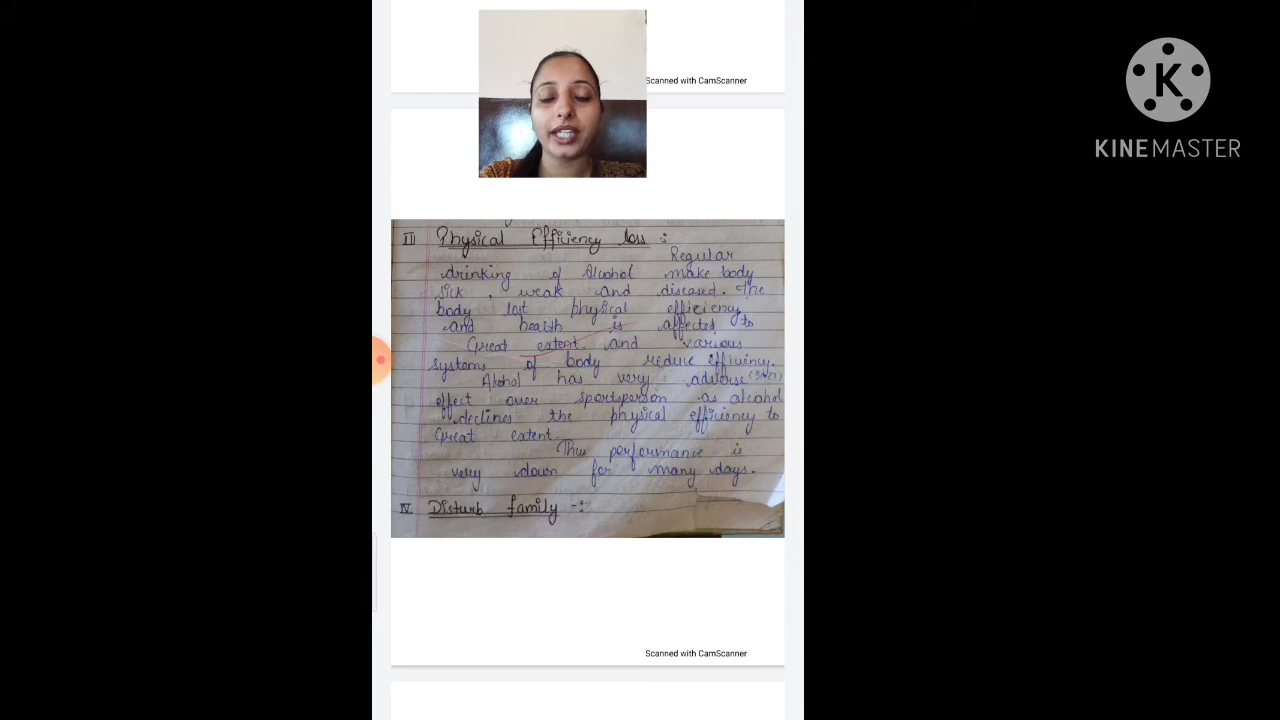 Scanned with CamScanner
KINEMASTER
III Physical Efficiency loss :-
Regular
drinking of Alcohol make body
sick , weak and diseased. The
body lost physical efficiency
and health is affected to
Great extent. and various
systems of body reduce efficiency.
Alcohol has very adverse
effect over sportsperson as alcohol
declines the physical efficiency to
Great extent.
Thus performance is
very down for many days.
IV Disturb family -:
Scanned with CamScanner